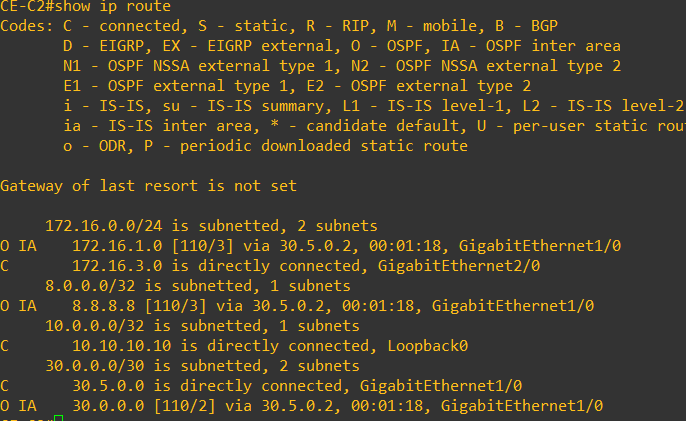 CE-C2#show ip route
Codes: C - connected, S - static, R - RIP, M - mobile, B - BGP
       D - EIGRP, EX - EIGRP external, O - OSPF, IA - OSPF inter area
       N1 - OSPF NSSA external type 1, N2 - OSPF NSSA external type 2
       E1 - OSPF external type 1, E2 - OSPF external type 2
       i - IS-IS, su - IS-IS summary, L1 - IS-IS level-1, L2 - IS-IS level-2
       ia - IS-IS inter area, * - candidate default, U - per-user static rou
       o - ODR, P - periodic downloaded static route
Gateway of last resort is not set
     172.16.0.0/24 is subnetted, 2 subnets
O IA    172.16.1.0 [110/3] via 30.5.0.2, 00:01:18, GigabitEthernet1/0
C       172.16.3.0 is directly connected, GigabitEthernet2/0
     8.0.0.0/32 is subnetted, 1 subnets
O IA    8.8.8.8 [110/3] via 30.5.0.2, 00:01:18, GigabitEthernet1/0
     10.0.0.0/32 is subnetted, 1 subnets
C       10.10.10.10 is directly connected, Loopback0
     30.0.0.0/30 is subnetted, 2 subnets
C       30.5.0.0 is directly connected, GigabitEthernet1/0
O IA    30.0.0.0 [110/2] via 30.5.0.2, 00:01:18, GigabitEthernet1/0